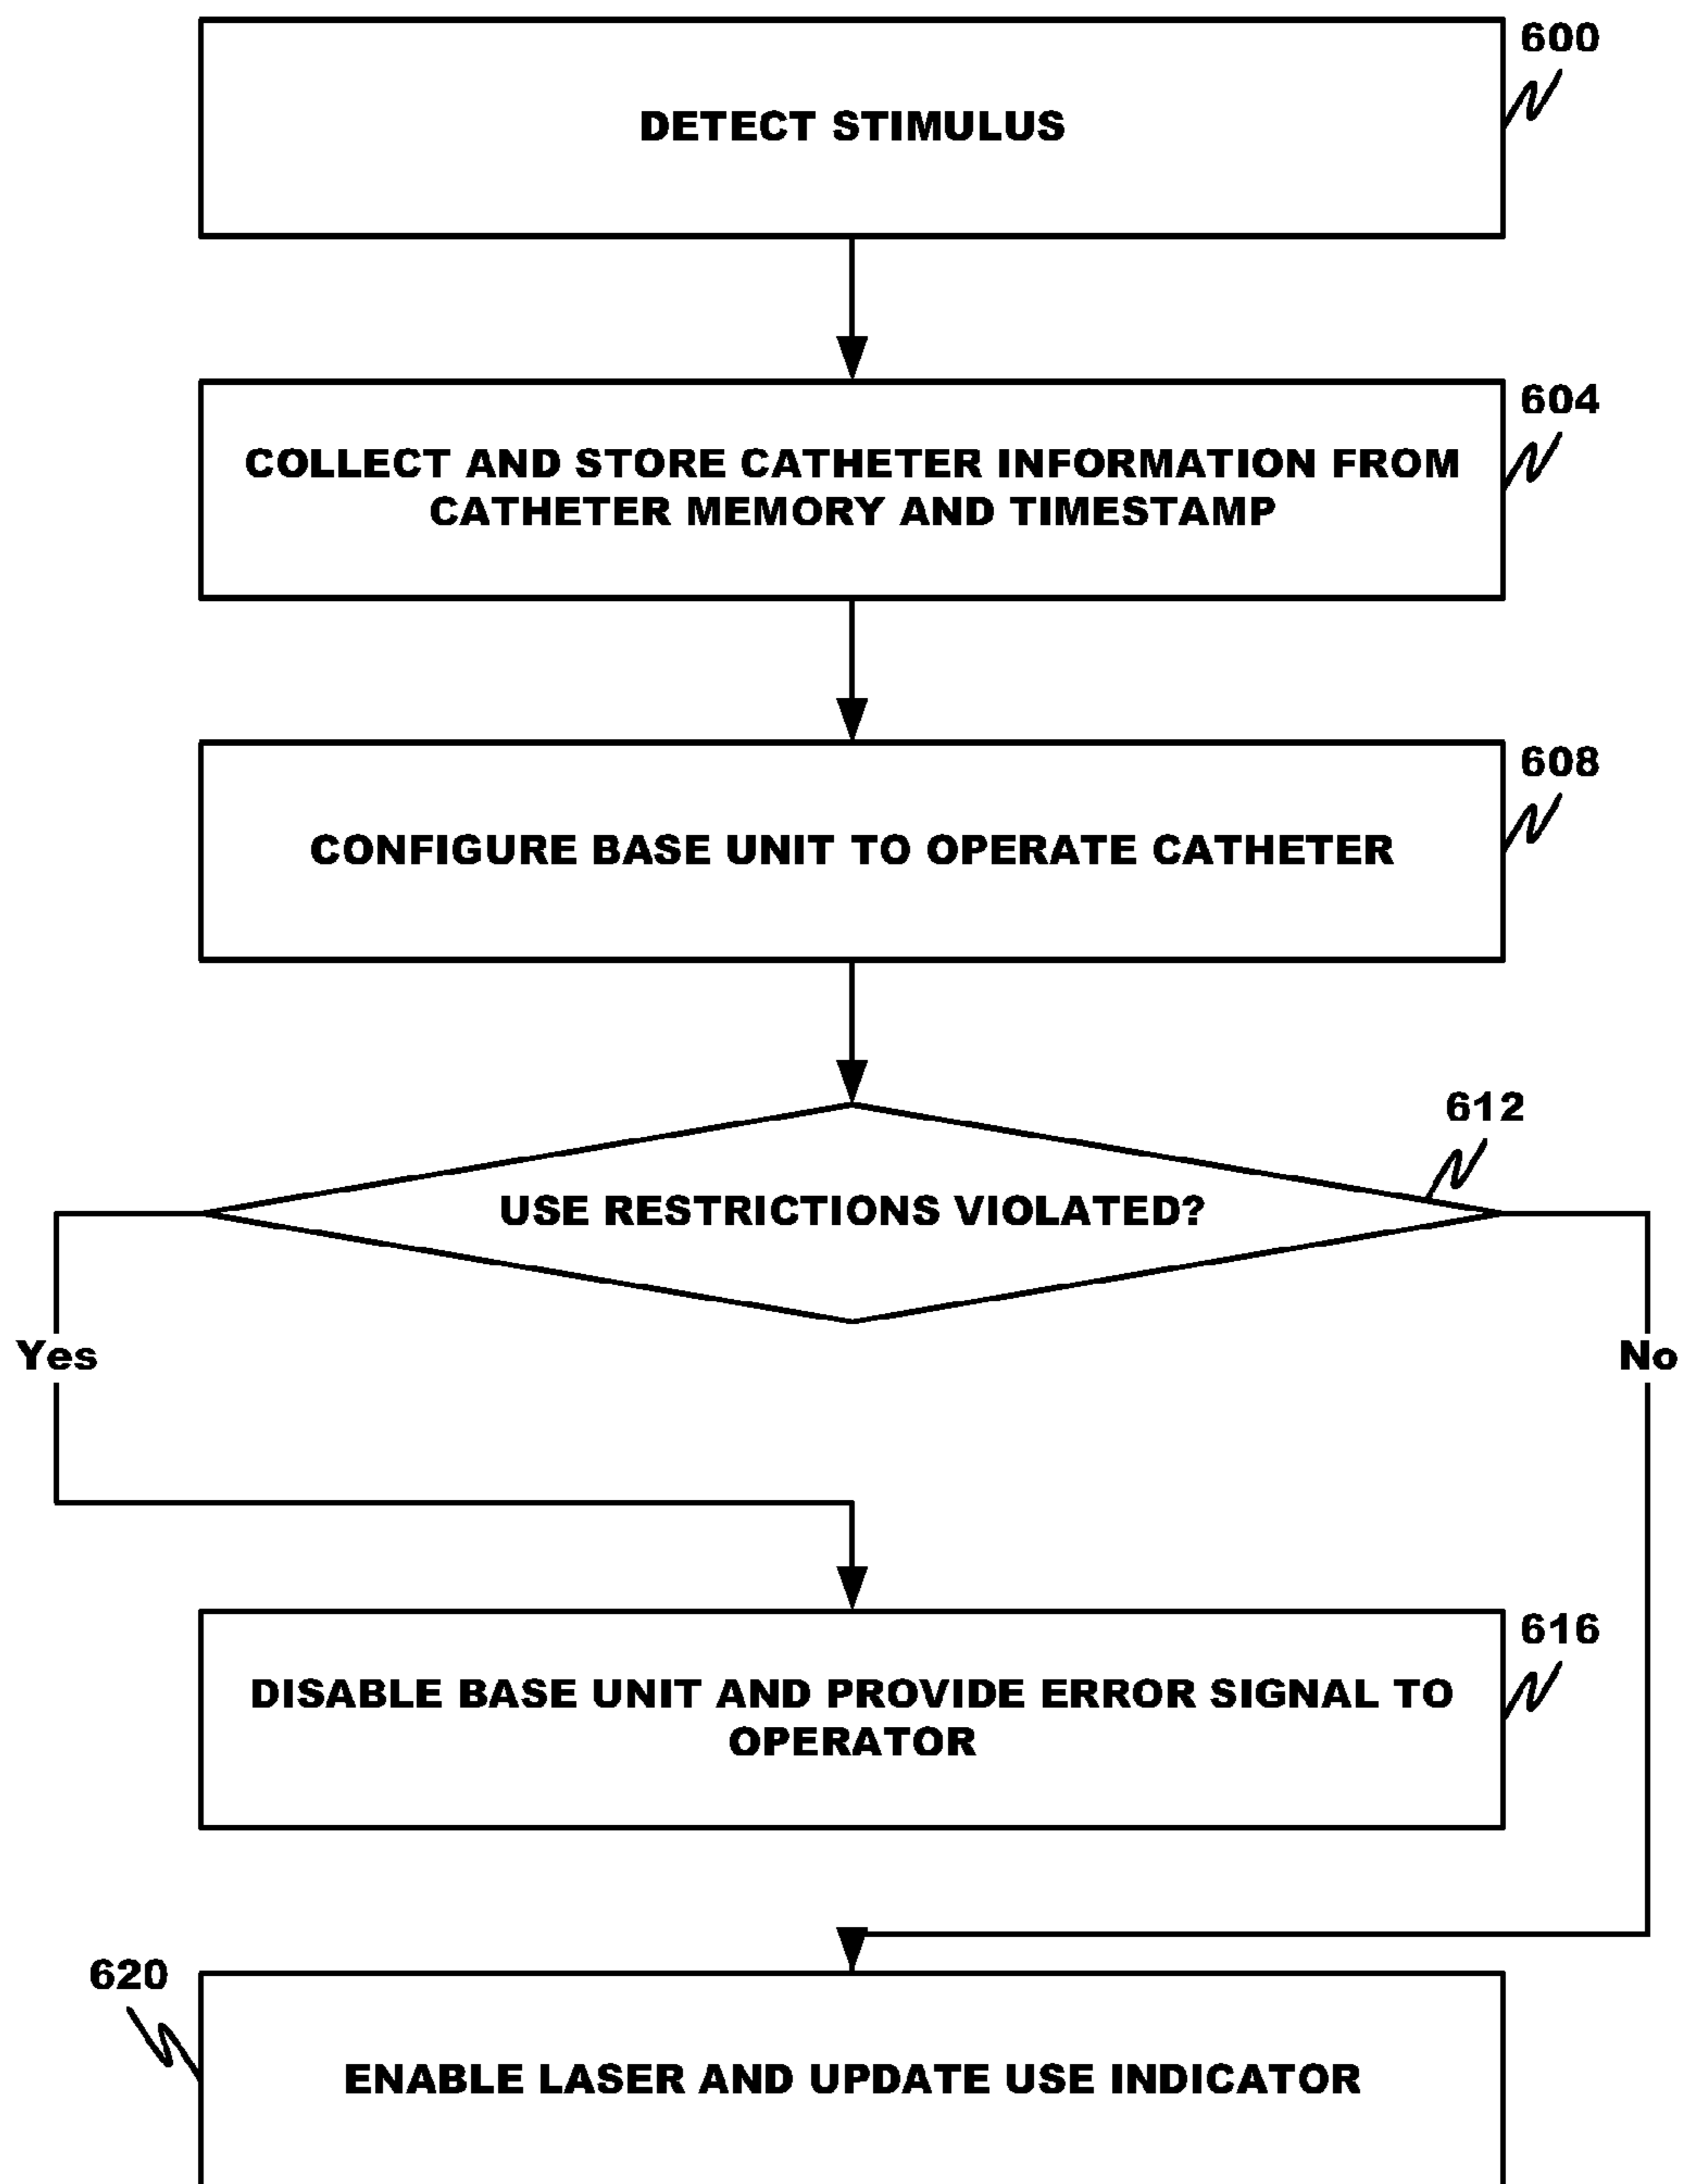 600
DETECT STIMULUS
604
COLLECT AND STORE CATHETER INFORMATION FROM
CATHETER MEMORY AND TIMESTAMP
608
CONFIGURE BASE UNIT TO OPERATE CATHETER
612
USE RESTRICTIONS VIOLATED?
Yes
No
616
DISABLE BASE UNIT AND PROVIDE ERROR SIGNAL TO
OPERATOR
620
ENABLE LASER AND UPDATE USE INDICATOR